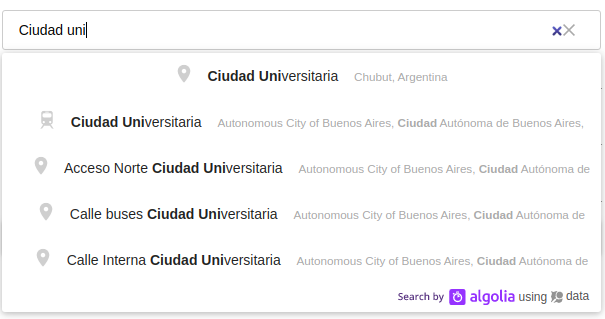 Ciudad uni
Ciudad Universitaria Chubut, Argentina
Ciudad Universitaria Autonomous City of Buenos Aires, Ciudad Autónoma de Buenos Aires,
Acceso Norte Ciudad Universitaria Autonomous City of Buenos Aires, Ciudad Autónoma de
Calle buses Ciudad Universitaria Autonomous City of Buenos Aires, Ciudad Autónoma de
Calle Interna Ciudad Universitaria Autonomous City of Buenos Aires, Ciudad Autónoma de
Search by algolia using data